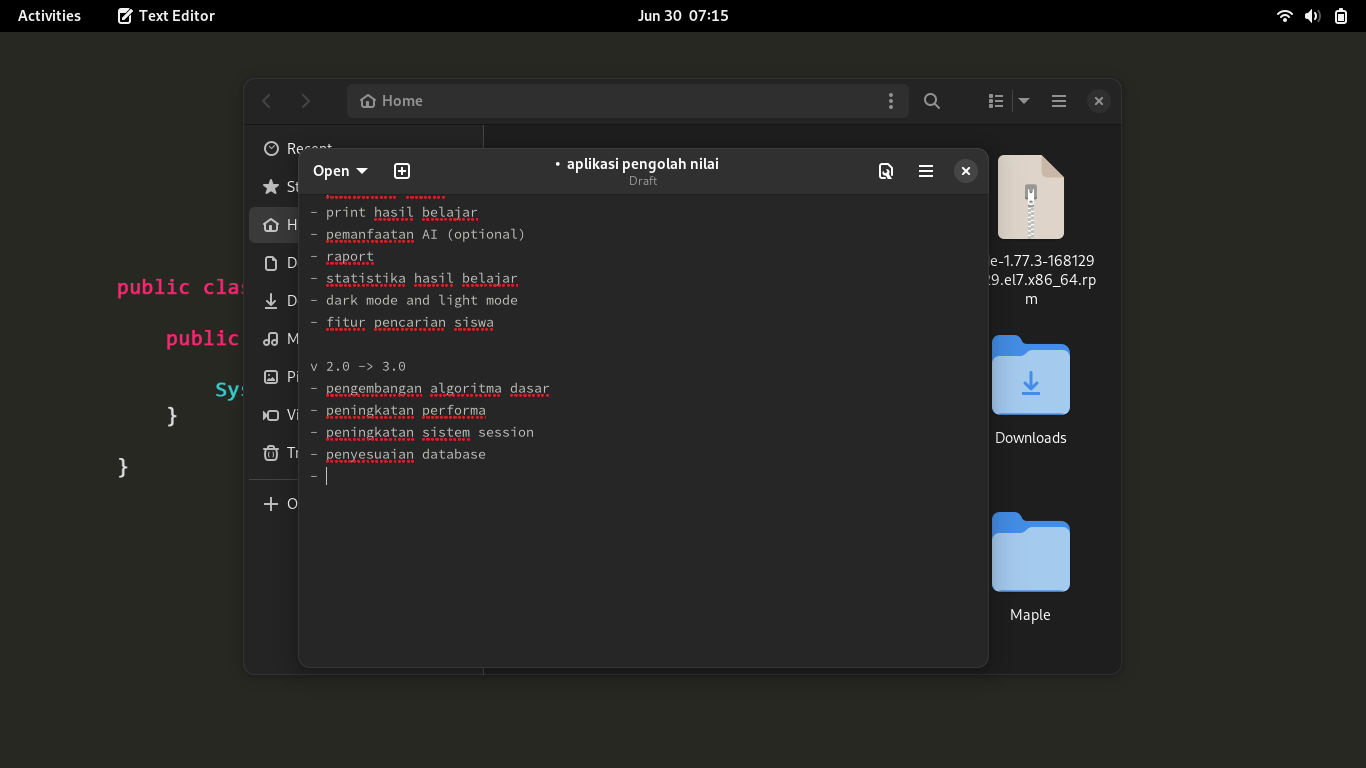 Activities
Text Editor
Jun 30 07:15
Home
Recent
St
H
D
D
M
Pi
Vi
Tr
O
Open
• aplikasi pengolah nilai
Draft
- print hasil belajar
- pemanfaatan AI (optional)
- raport
- statistika hasil belajar
- dark mode and light mode
- fitur pencarian siswa
v 2.0 -> 3.0
- pengembangan algoritma dasar
- peningkatan performa
- peningkatan sistem session
- penyesuaian database
-
e-1.77.3-168129
29.el7.x86_64.rp
m
Downloads
Maple
public clas
public
Sys
}
}